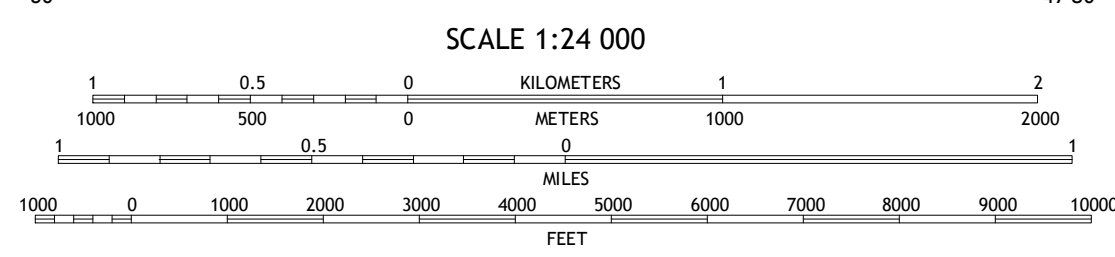 SCALE 1:24 000
1 0.5 0 KILOMETERS 1 2
1000 500 0 METERS 1000 2000
1 0.5 0 1
MILES
1000 0 1000 2000 3000 4000 5000 6000 7000 8000 9000 10000
FEET